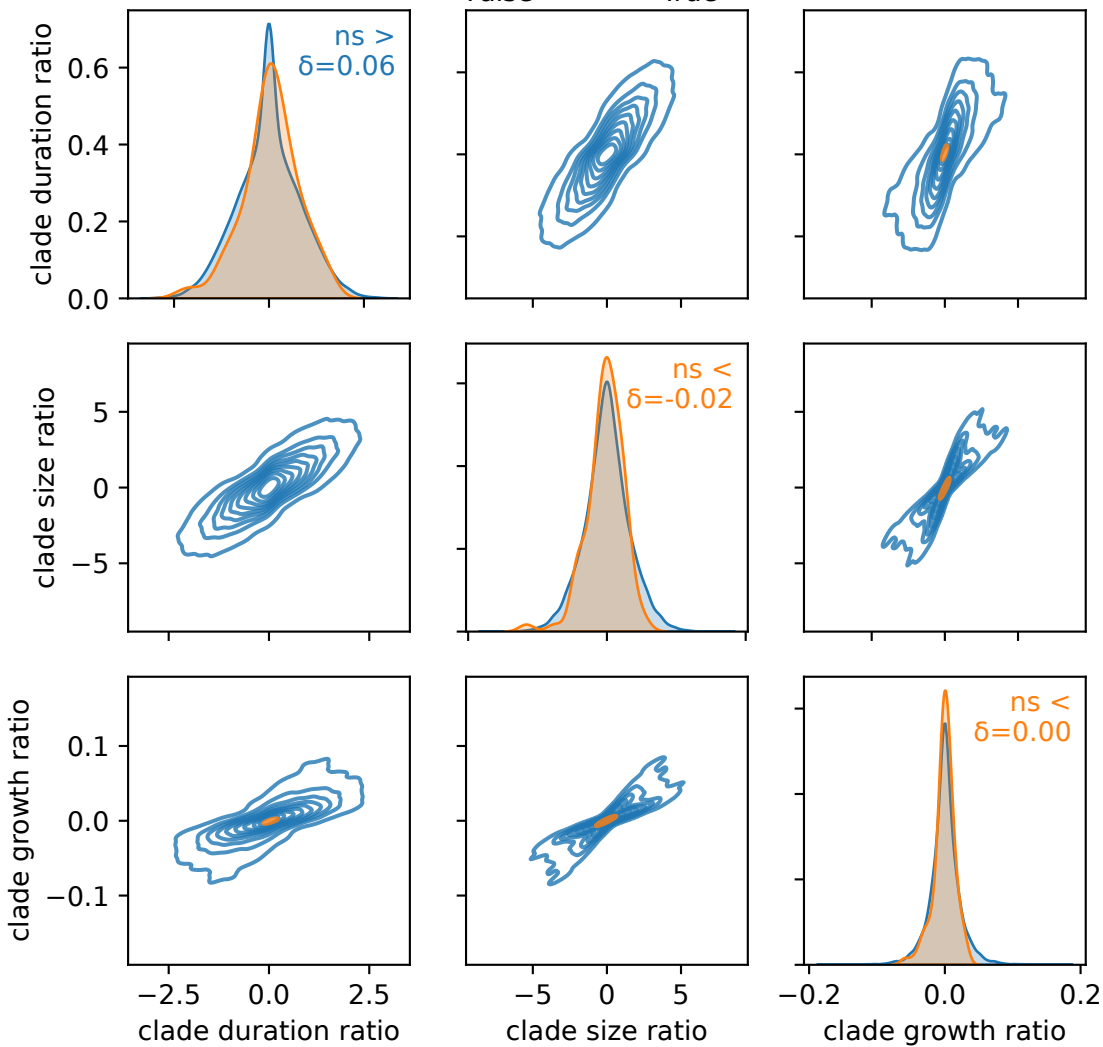 clade duration ratio
0.6
0.4
0.2
0.0
ns >
δ=0.06
clade size ratio
5
0
−5
ns <
δ=-0.02
clade growth ratio
0.1
0.0
−0.1
ns <
δ=0.00
−2.5 0.0 2.5
−5 0 5
−0.2 0.0 0.2
clade duration ratio
clade size ratio
clade growth ratio